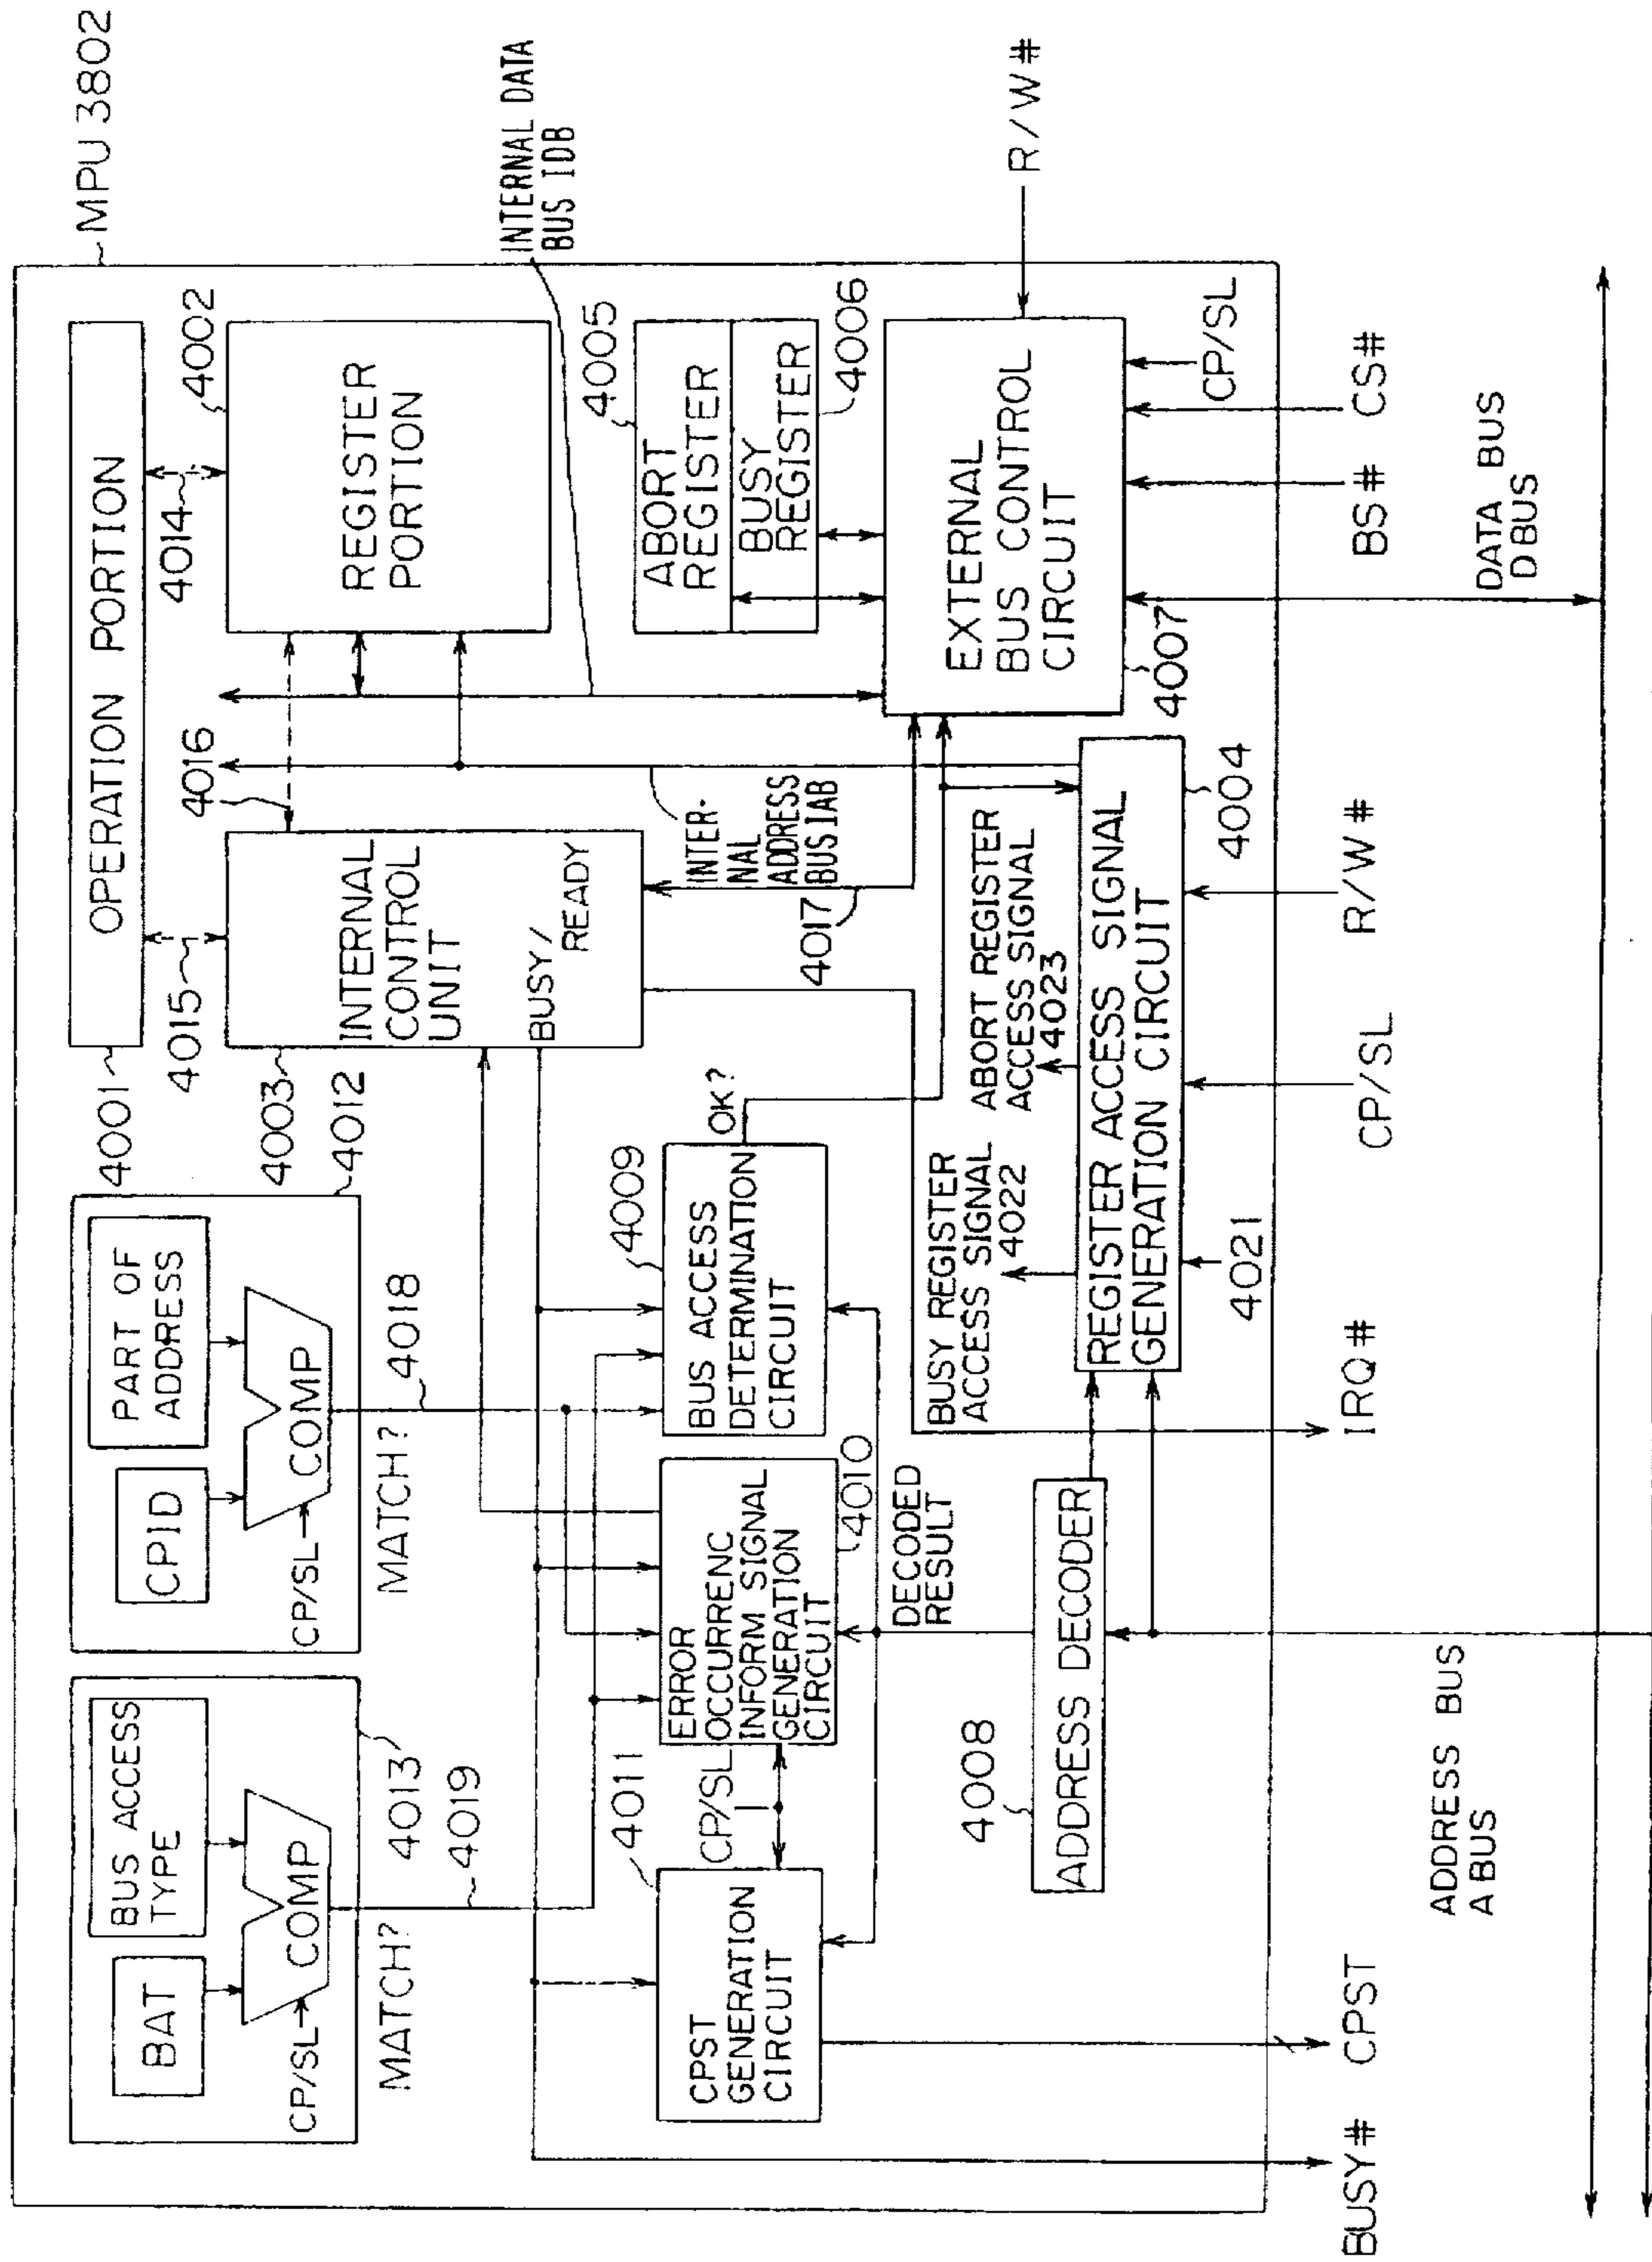 MPU 3802
4001
OPERATION PORTION
4015
4014
4016
4002
REGISTER
PORTION
4003
INTERNAL
CONTROL
UNIT
BUSY/
READY
4012
PART OF
ADDRESS
CPID
COMP
CP/SL
MATCH?
4018
BUS ACCESS
TYPE
BAT
COMP
CP/SL
4013
MATCH?
4019
INTERNAL DATA
BUS IDB
4005
ABORT
REGISTER
BUSY
REGISTER
4006
INTER-
NAL
ADDRESS
BUS IAB
4017
4009
BUS ACCESS
DETERMINATION
CIRCUIT
OK?
ERROR
OCCURRENC
INFORM SIGNAL
GENERATION
CIRCUIT
4010
4011
CP/SL
CPST
GENERATION
CIRCUIT
EXTERNAL
BUS CONTROL
CIRCUIT
4007
R/W#
CP/SL
CS#
BS#
DATA BUS
D BUS
ABORT REGISTER
ACCESS SIGNAL
4023
BUSY REGISTER
ACCESS SIGNAL
4022
REGISTER ACCESS SIGNAL
GENERATION CIRCUIT
4004
4021
R/W#
CP/SL
DECODED
RESULT
4008
ADDRESS DECODER
IRQ#
ADDRESS BUS
A BUS
CPST
BUSY#